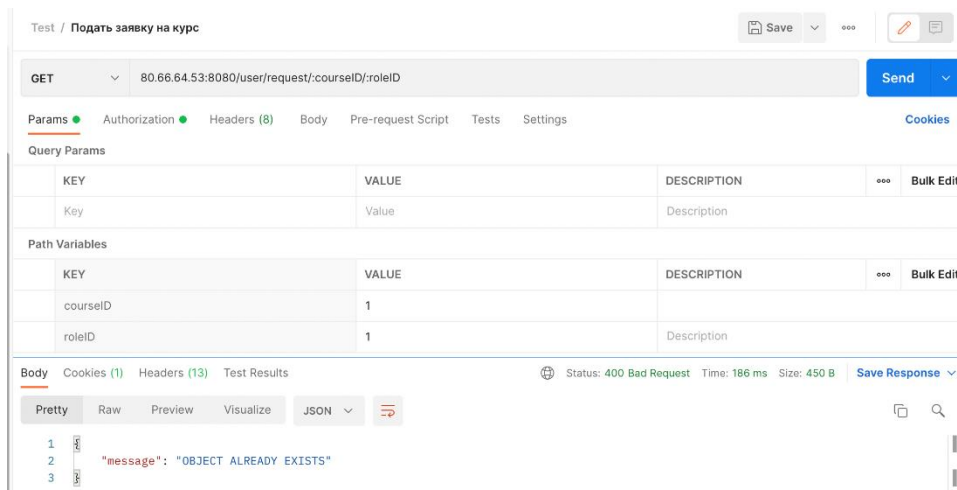 Test / Подать заявку на курс
Save
GET 80.66.64.53:8080/user/request/:courseID/:roleID Send
Params Authorization Headers (8) Body Pre-request Script Tests Settings Cookies
Query Params
KEY VALUE DESCRIPTION Bulk Edit
Key Value Description
Path Variables
KEY VALUE DESCRIPTION Bulk Edit
courseID 1
roleID 1 Description
Body Cookies (1) Headers (13) Test Results Status: 400 Bad Request Time: 186 ms Size: 450 B Save Response
Pretty Raw Preview Visualize JSON
1 {
2 "message": "OBJECT ALREADY EXISTS"
3 }